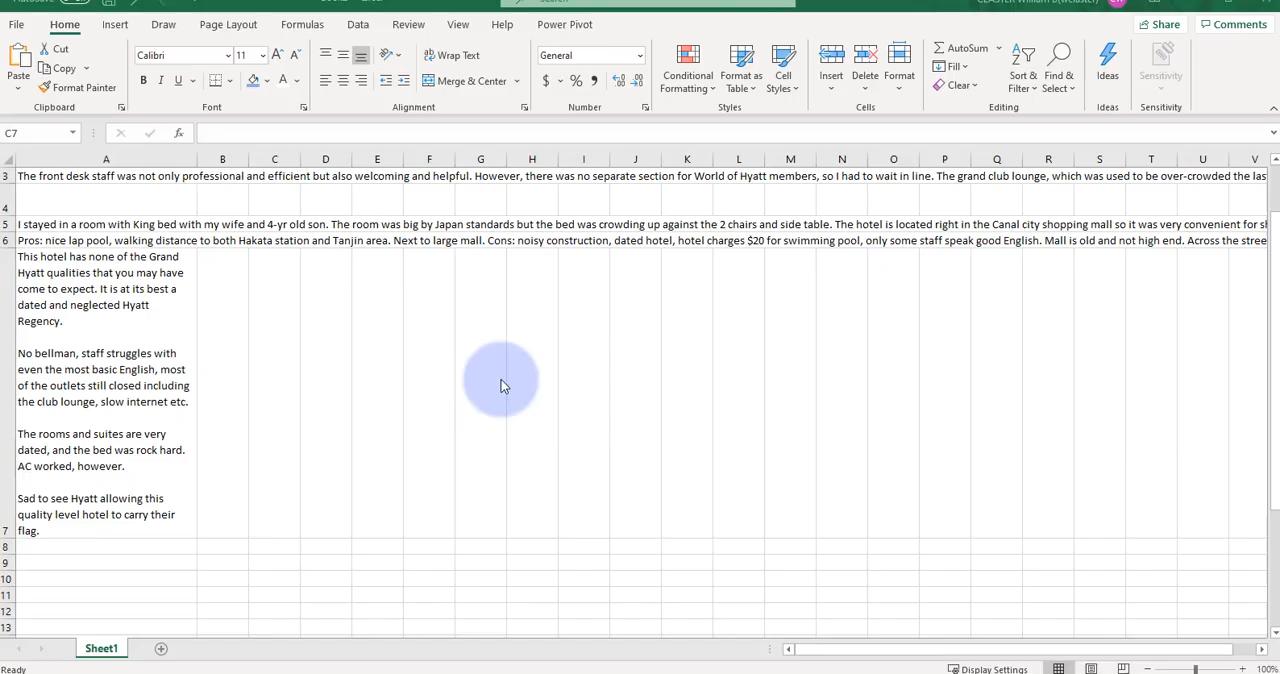 File Home Insert Draw Page Layout Formulas Data Review View Help Power Pivot Share Comments
Paste Cut Copy Format Painter Clipboard
Calibri 11 A A B I U A Font
Wrap Text Merge & Center Alignment
General $ % Number
Conditional Formatting Format as Table Cell Styles Styles
Insert Delete Format Cells
AutoSum Fill Clear Sort & Filter Find & Select Editing
Ideas Ideas
Sensitivity Sensitivity
C7 fx
A B C D E F G H I J K L M N O P Q R S T U V
3 The front desk staff was not only professional and efficient but also welcoming and helpful. However, there was no separate section for World of Hyatt members, so I had to wait in line. The grand club lounge, which was used to be over-crowded the las
4
5 I stayed in a room with King bed with my wife and 4-yr old son. The room was big by Japan standards but the bed was crowding up against the 2 chairs and side table. The hotel is located right in the Canal city shopping mall so it was very convenient for sh
6 Pros: nice lap pool, walking distance to both Hakata station and Tanjin area. Next to large mall. Cons: noisy construction, dated hotel, hotel charges $20 for swimming pool, only some staff speak good English. Mall is old and not high end. Across the stree
This hotel has none of the Grand
Hyatt qualities that you may have
come to expect. It is at its best a
dated and neglected Hyatt
Regency.
No bellman, staff struggles with
even the most basic English, most
of the outlets still closed including
the club lounge, slow internet etc.
The rooms and suites are very
dated, and the bed was rock hard.
AC worked, however.
Sad to see Hyatt allowing this
quality level hotel to carry their
7 flag.
8
9
10
11
12
13
Sheet1
Ready Display Settings 100%